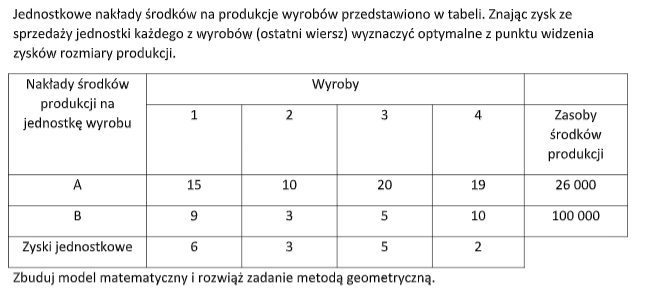 Jednostkowe nakłady środków na produkcje wyrobów przedstawiono w tabeli. Znając zysk ze
sprzedaży jednostki każdego z wyrobów (ostatni wiersz) wyznaczyć optymalne z punktu widzenia
zysków rozmiary produkcji.
Nakłady środków
produkcji na
jednostkę wyrobu
Wyroby
1 2 3 4 Zasoby
środków
produkcji
A 15 10 20 19 26 000
B 9 3 5 10 100 000
Zyski jednostkowe 6 3 5 2
Zbuduj model matematyczny i rozwiąż zadanie metodą geometryczną.